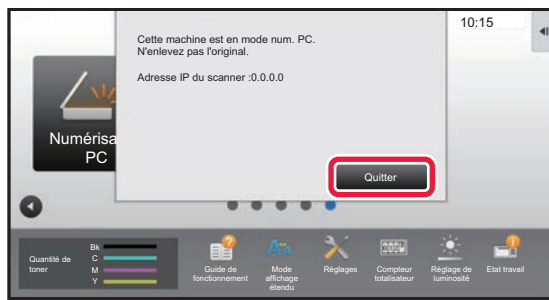 10:15
Cette machine est en mode num. PC.
N'enlevez pas l'original.
Adresse IP du scanner :0.0.0.0
PC
Quitter
Quantité de
toner
Bk
C
M
Y
Guide de
fonctionnement
Mode
affichage
étendu
Réglages
Compteur
totalisateur
Réglage de
luminosité
Etat travail